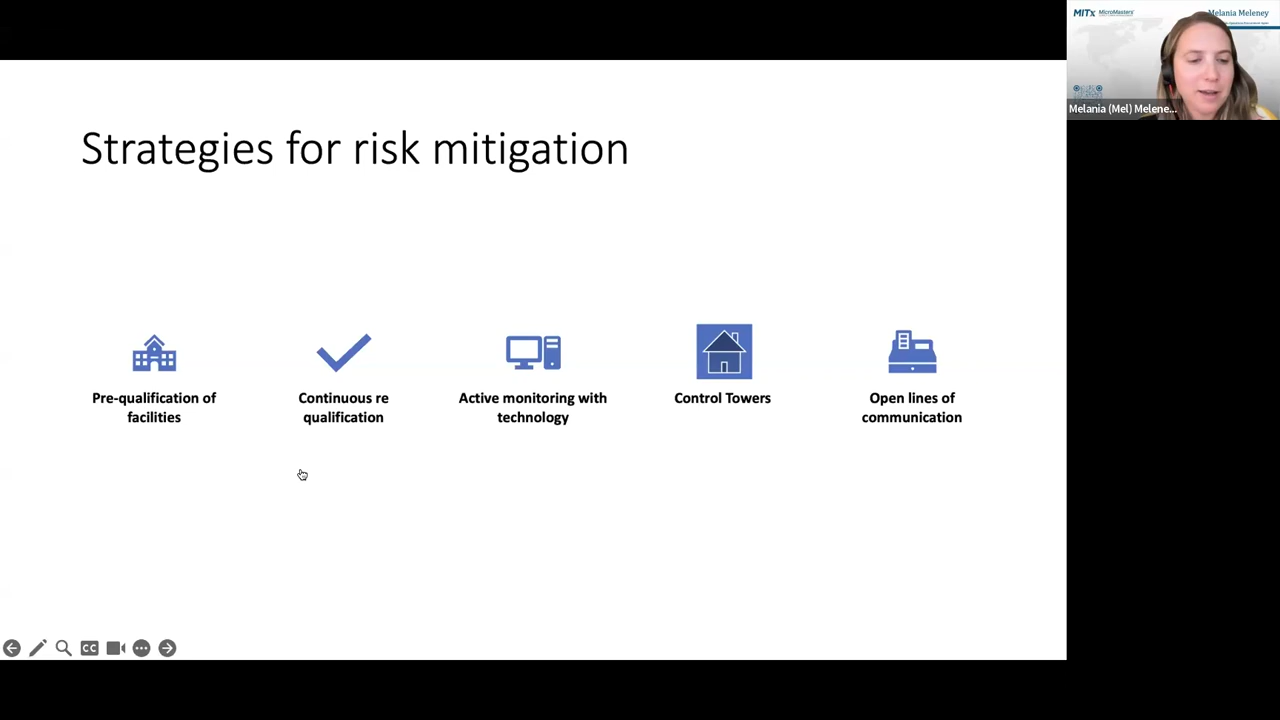 MITx MicroMasters
Melania Meleney
Melania (Mel) Melene...
Strategies for risk mitigation
Pre-qualification of
facilities
Continuous re
qualification
Active monitoring with
technology
Control Towers
Open lines of
communication
CC